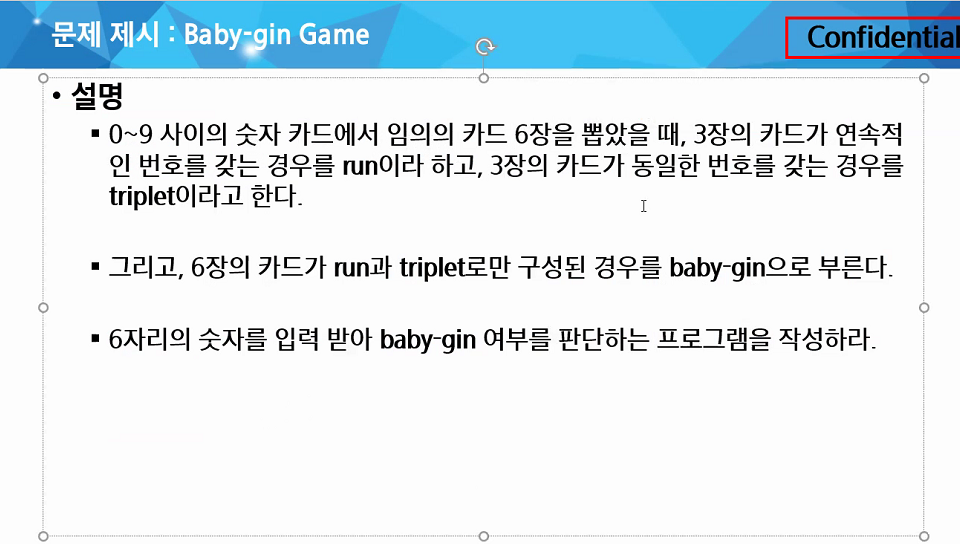 문제 제시 : Baby-gin Game
Confidential
• 설명
▪ 0~9 사이의 숫자 카드에서 임의의 카드 6장을 뽑았을 때, 3장의 카드가 연속적
인 번호를 갖는 경우를 run이라 하고, 3장의 카드가 동일한 번호를 갖는 경우를
triplet이라고 한다.
▪ 그리고, 6장의 카드가 run과 triplet로만 구성된 경우를 baby-gin으로 부른다.
▪ 6자리의 숫자를 입력 받아 baby-gin 여부를 판단하는 프로그램을 작성하라.